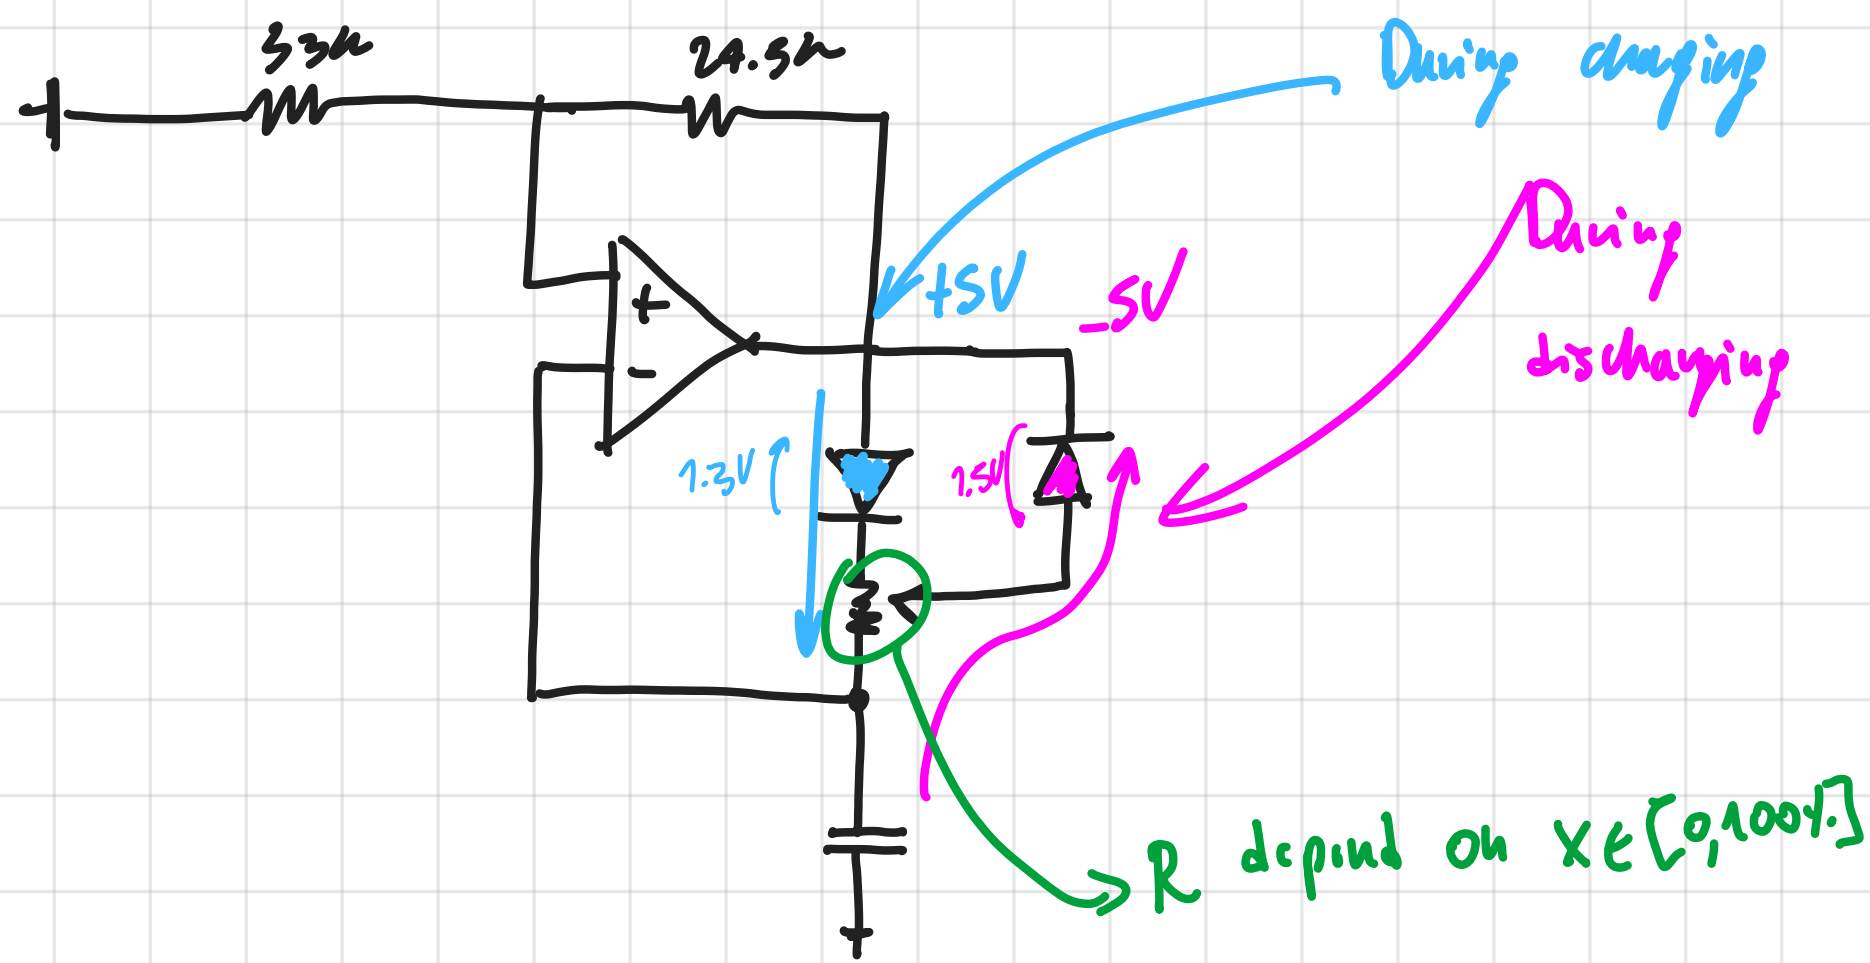 33k
24.5k
During charging
During
discharging
+5V
-5V
+
-
1.3V
1.5V
R depend on x∈[0,100%]